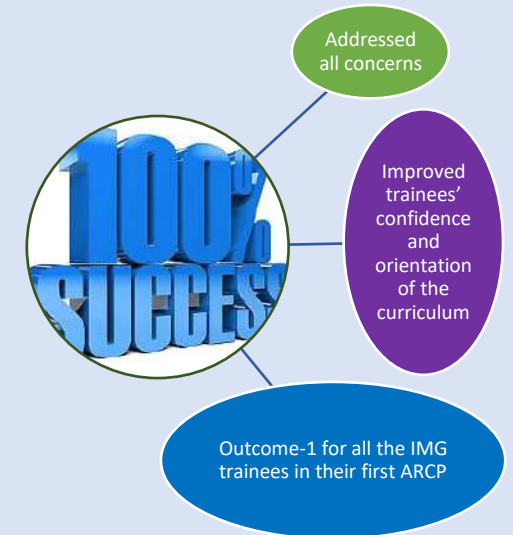 Addressed
all concerns
100%
SUCCESS
Improved
trainees'
confidence
and
orientation
of the
curriculum
Outcome-1 for all the IMG
trainees in their first ARCP